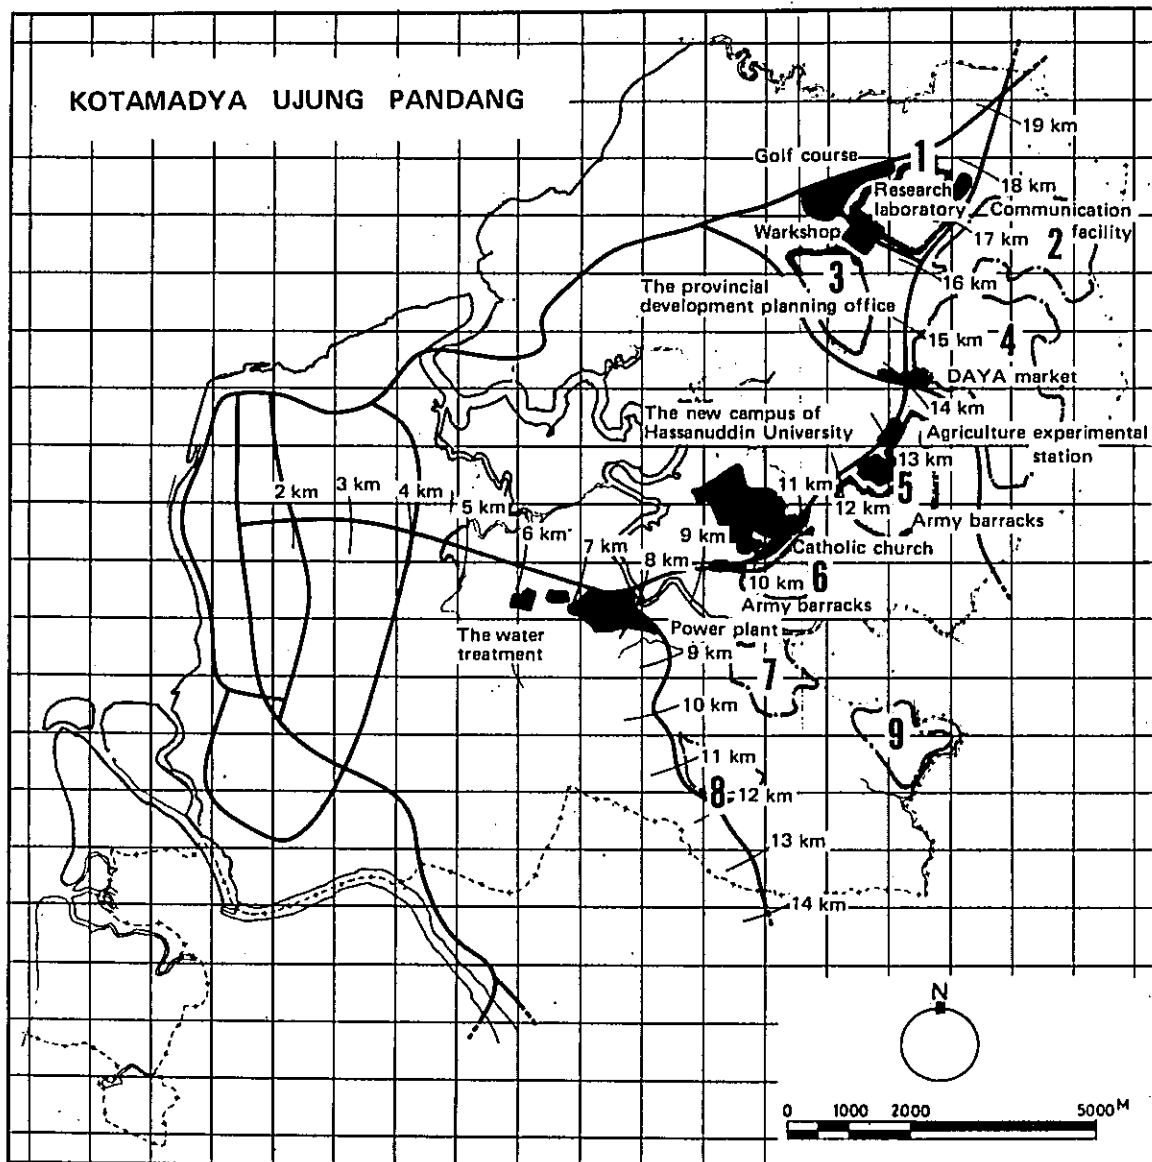 KOTAMADYA UJUNG PANDANG
19 km
Golf course
1
18 km
Research
laboratory
Communication
facility
Warkshop
17 km
2
16 km
3
The provincial
development planning office
15 km
4
DAYA market
14 km
The new campus of
Hassanuddin University
Agriculture experimental
station
13 km
2 km
3 km
4 km
5 km
11 km
5
12 km
6 km
Army barracks
7 km
8 km
9 km
Catholic church
10 km
6
Army barracks
The water
treatment
Power plant
9 km
7
10 km
9
11 km
8
12 km
13 km
14 km
N
0 1000 2000 5000M